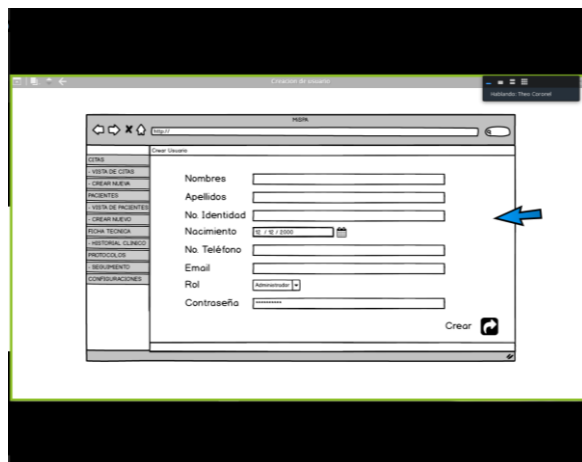 Creacion de usuario
Hablando: Theo Coronel
MiSPA
http://
Crear Usuario
CITAS
- VISTA DE CITAS
- CREAR NUEVA
PACIENTES
- VISTA DE PACIENTES
- CREAR NUEVO
FICHA TECNICA
- HISTORIAL CLINICO
PROTOCOLOS
- SEGUIMIENTO
CONFIGURACIONES
Nombres
Apellidos
No. Identidad
Nacimiento 12 / 12 / 2000
No. Teléfono
Email
Rol Administrador
Contraseña **********
Crear